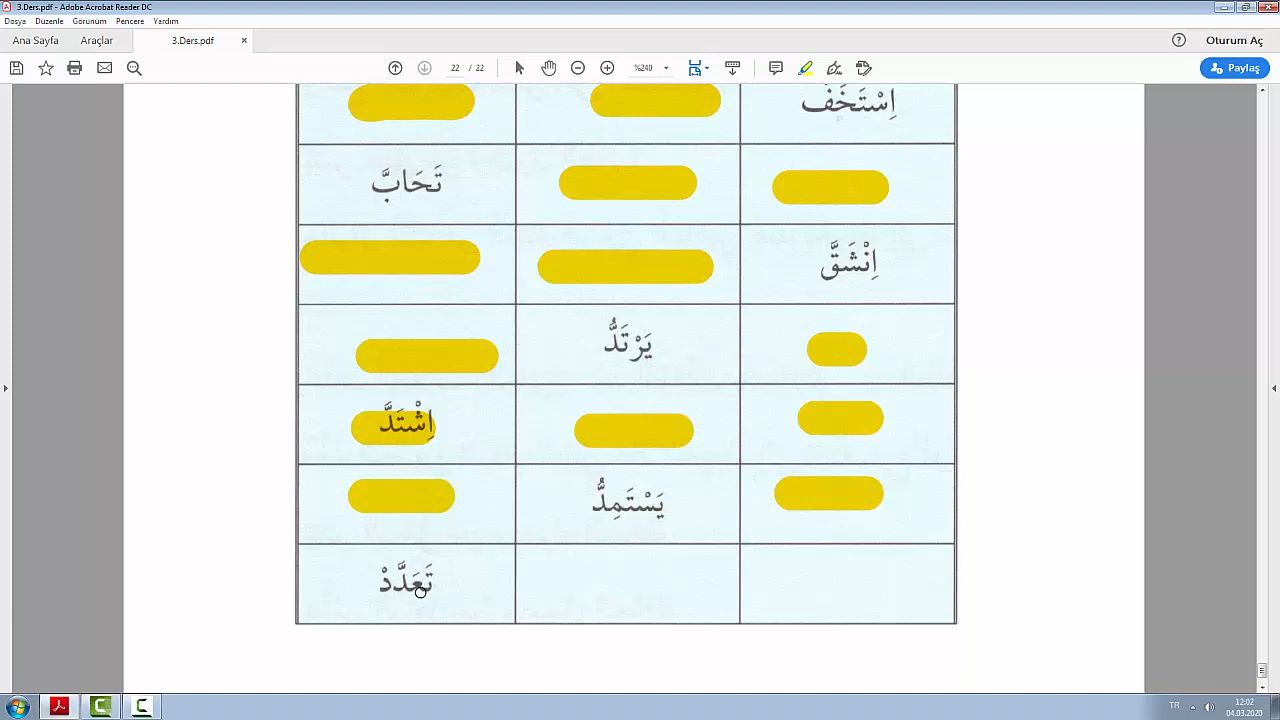 3.Ders.pdf - Adobe Acrobat Reader DC
Dosya Düzenle Görünüm Pencere Yardım
Ana Sayfa Araçlar 3.Ders.pdf × Oturum Aç
22 / 22 %240 Paylaş
اِسْتَخَفَّ
تَحَابَّ
اِنْشَقَّ
يَرْتَدُّ
اِشْتَدَّ
يَسْتَمِدُّ
تَعَدَّدْ
TR 12:02
04.03.2020